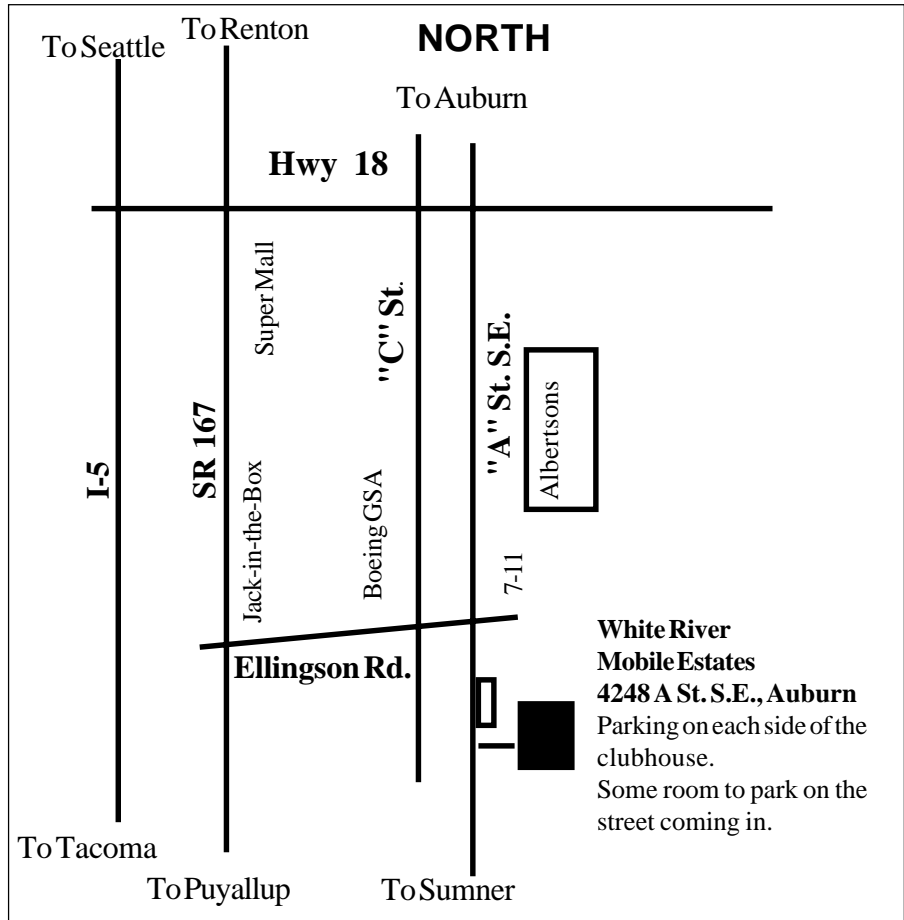 To Renton
NORTH
To Seattle
To Auburn
Hwy 18
Super Mall
"C" St.
"A" St. S.E.
Albertsons
I-5
SR 167
Jack-in-the-Box
Boeing GSA
7-11
Ellingson Rd.
White River
Mobile Estates
4248 A St. S.E., Auburn
Parking on each side of the
clubhouse.
Some room to park on the
street coming in.
To Tacoma
To Puyallup
To Sumner